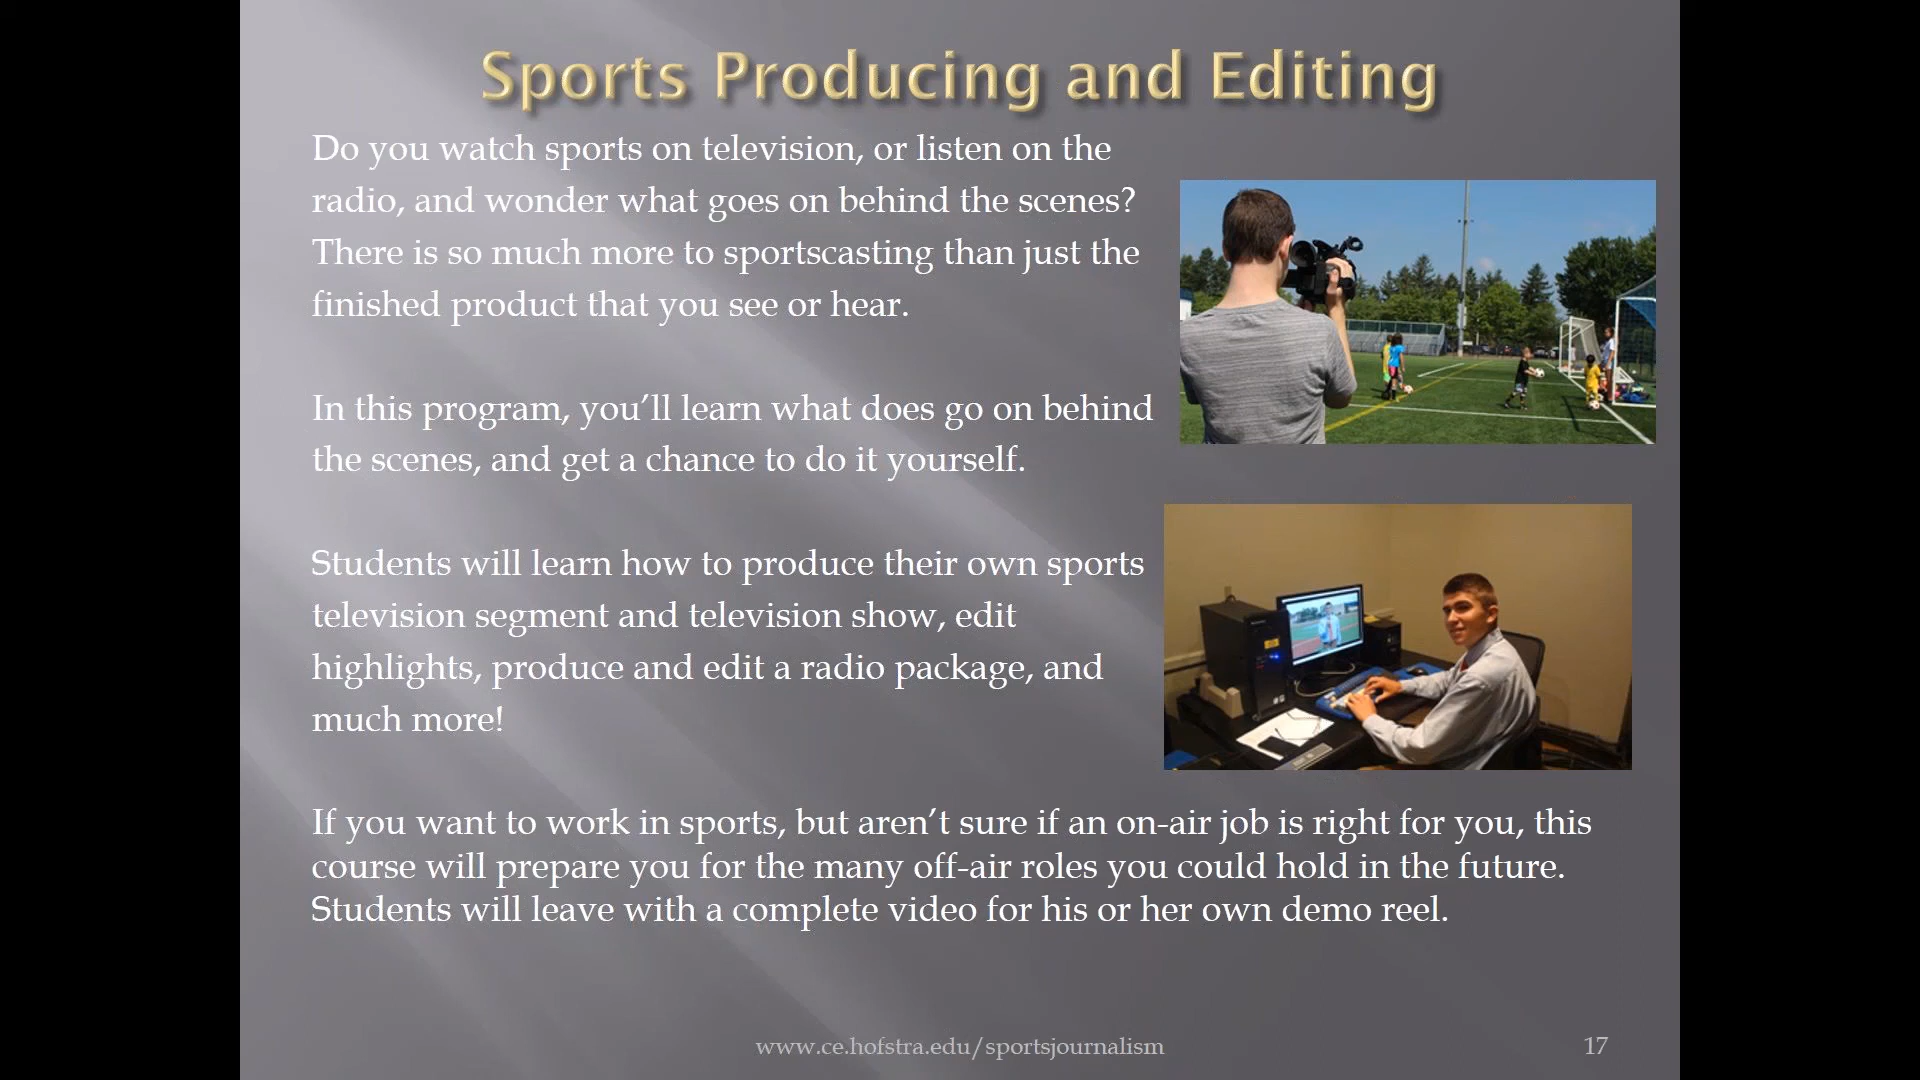 Sports Producing and Editing
Do you watch sports on television, or listen on the
radio, and wonder what goes on behind the scenes?
There is so much more to sportscasting than just the
finished product that you see or hear.
In this program, you’ll learn what does go on behind
the scenes, and get a chance to do it yourself.
Students will learn how to produce their own sports
television segment and television show, edit
highlights, produce and edit a radio package, and
much more!
If you want to work in sports, but aren’t sure if an on-air job is right for you, this
course will prepare you for the many off-air roles you could hold in the future.
Students will leave with a complete video for his or her own demo reel.
www.ce.hofstra.edu/sportsjournalism
17